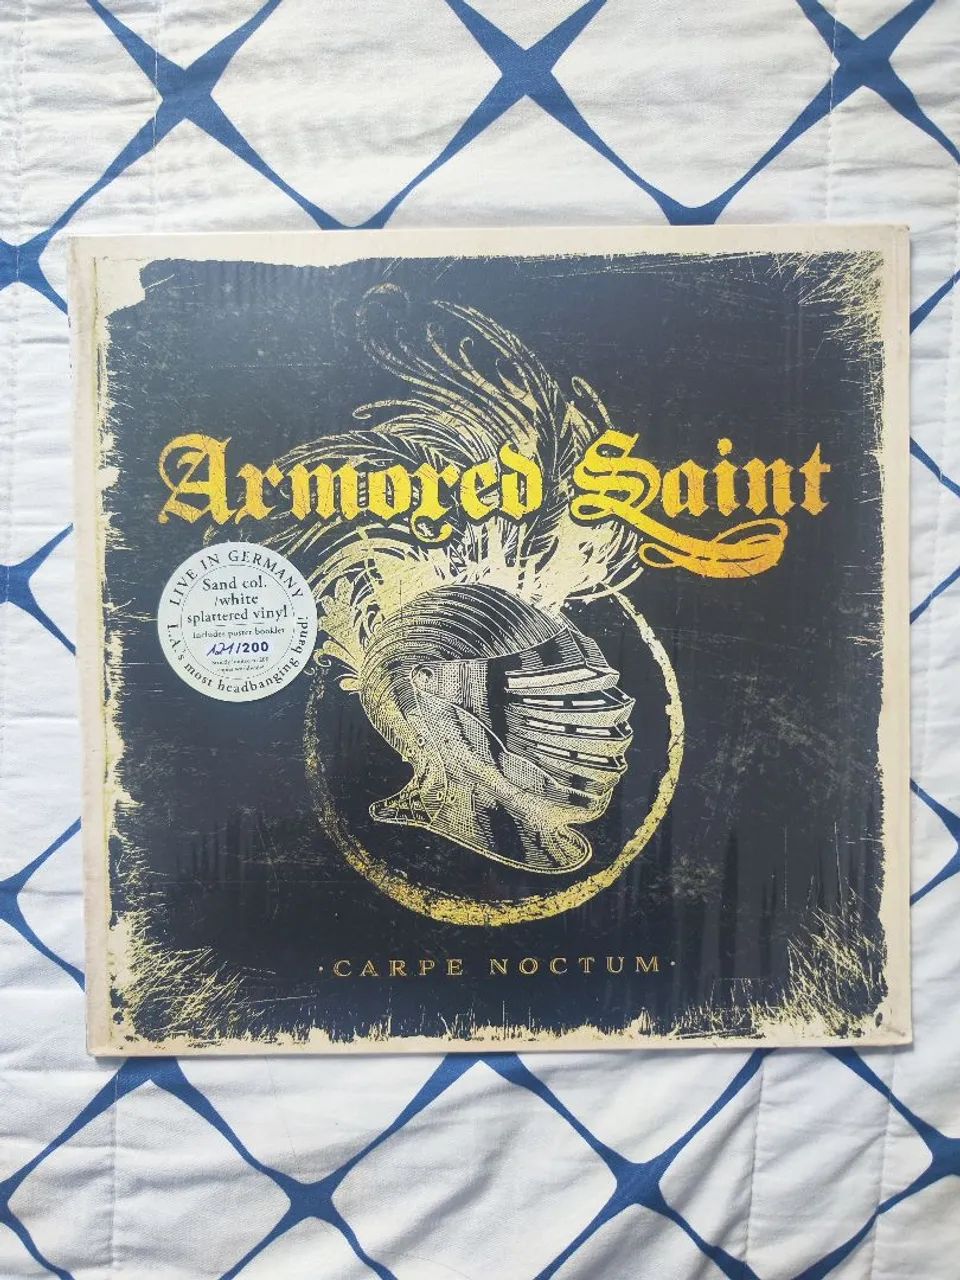 Armored Saint
LIVE IN GERMANY
Sand col.
/white
splattered vinyl
Includes poster booklet
121/200
L.A.'s most headbanging band!
· CARPE NOCTUM ·